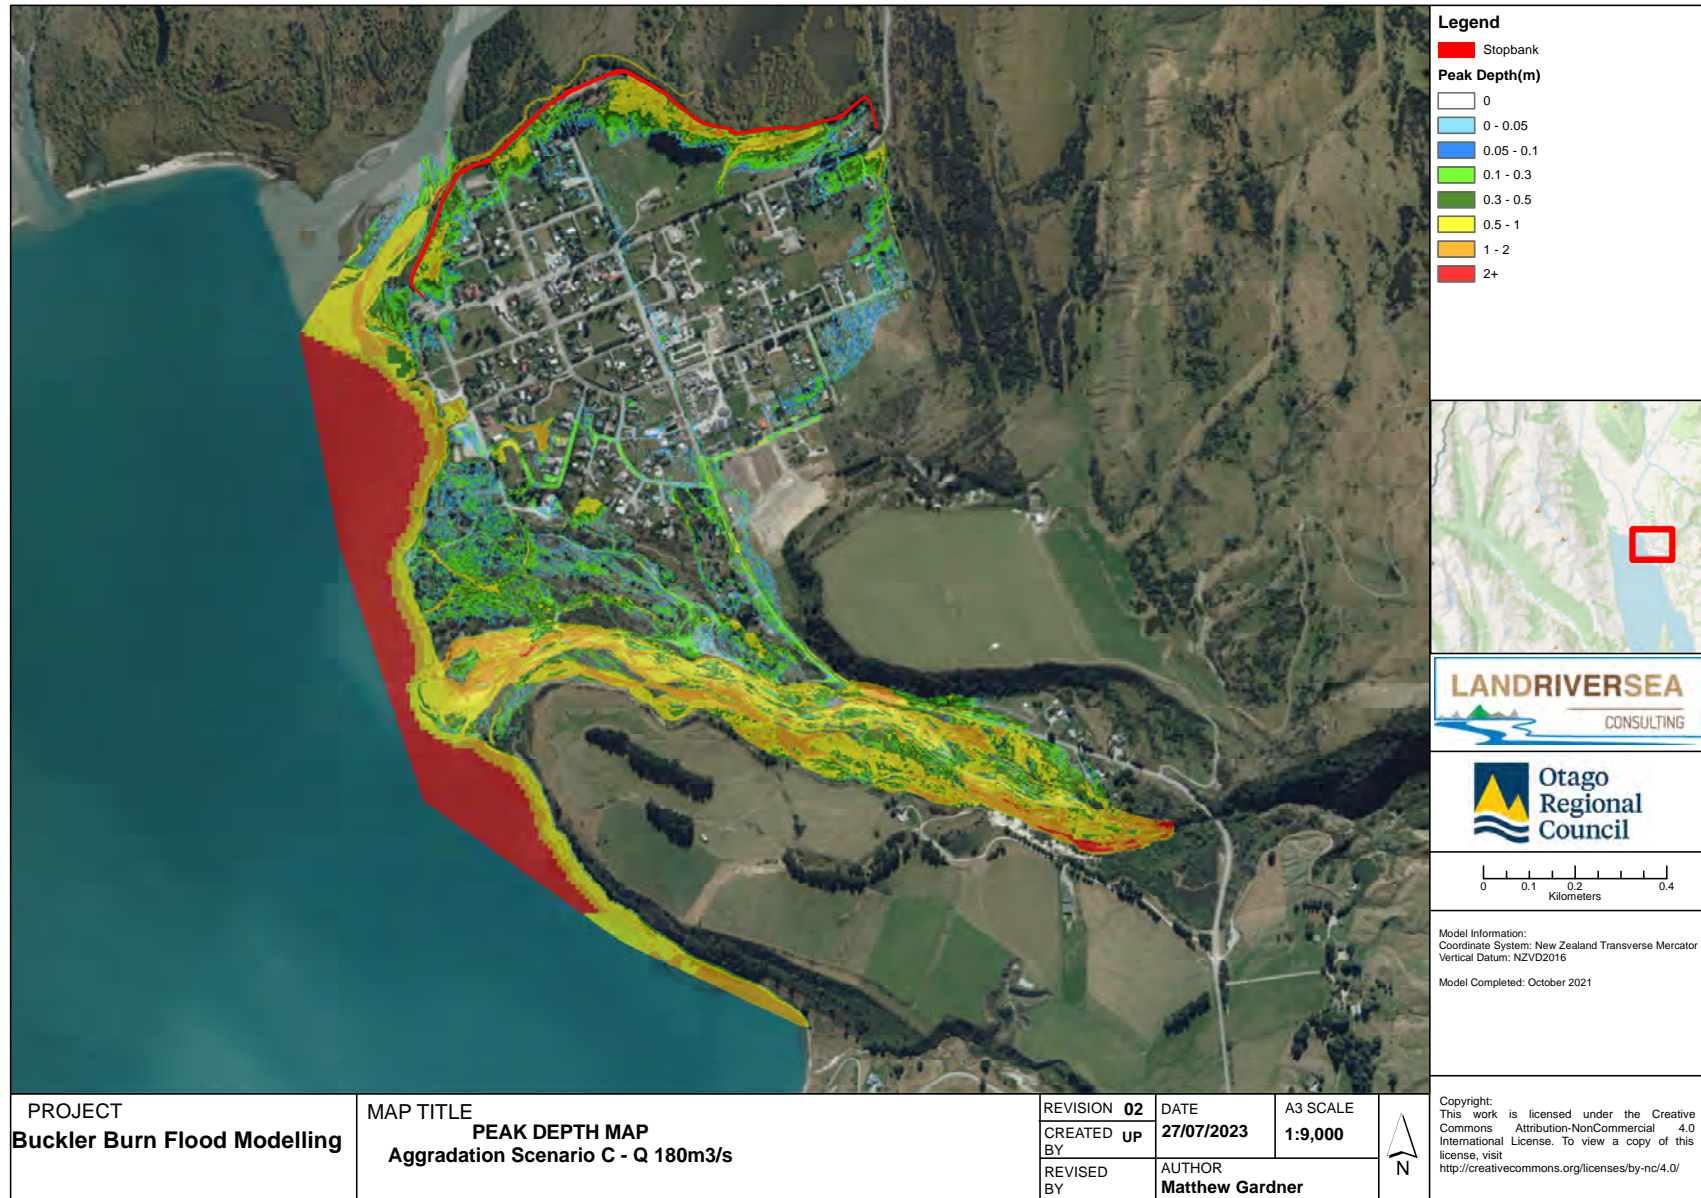 Legend
Stopbank
Peak Depth(m)
0
0 - 0.05
0.05 - 0.1
0.1 - 0.3
0.3 - 0.5
0.5 - 1
1 - 2
2+
LANDRIVERSEA
CONSULTING
Otago
Regional
Council
0 0.1 0.2 0.4
Kilometers
Model Information:
Coordinate System: New Zealand Transverse Mercator
Vertical Datum: NZVD2016
Model Completed: October 2021
Copyright:
This work is licensed under the Creative
Commons Attribution-NonCommercial 4.0
International License. To view a copy of this
license, visit
http://creativecommons.org/licenses/by-nc/4.0/
PROJECT
Buckler Burn Flood Modelling
MAP TITLE
PEAK DEPTH MAP
Aggradation Scenario C - Q 180m3/s
REVISION 02
CREATED BY UP
REVISED
BY
DATE
27/07/2023
A3 SCALE
1:9,000
AUTHOR
Matthew Gardner
N